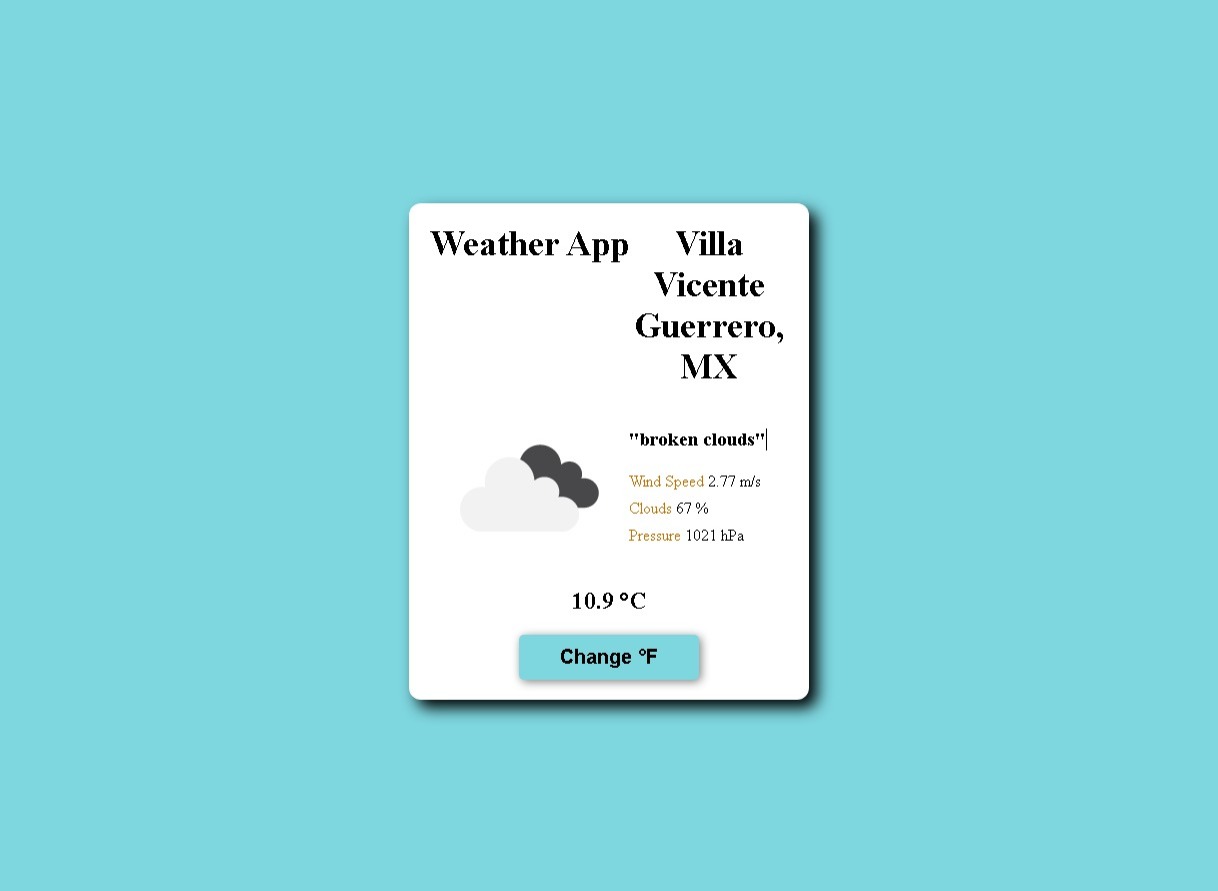 Weather App
Villa
Vicente
Guerrero,
MX
"broken clouds"
Wind Speed 2.77 m/s
Clouds 67 %
Pressure 1021 hPa
10.9 °C
Change °F